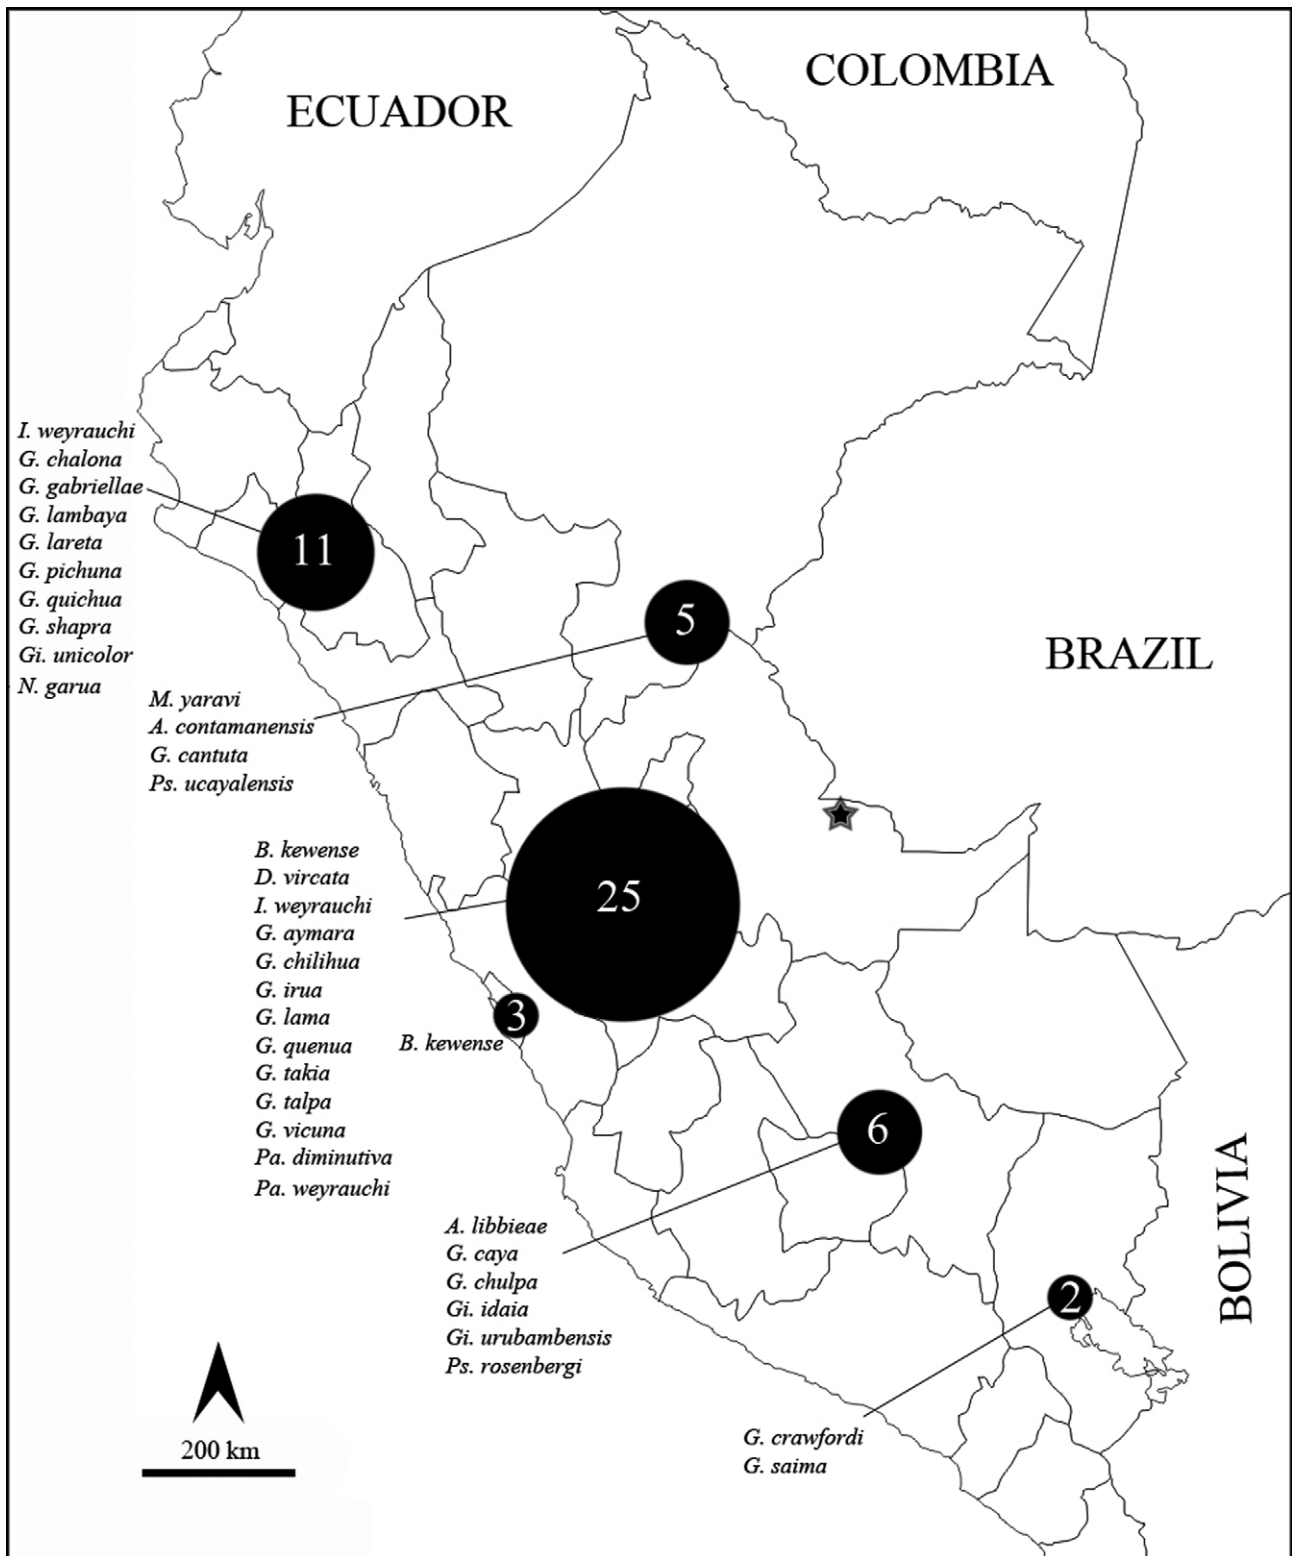 COLOMBIA
ECUADOR
I. weyrauchi
G. chalona
G. gabriellae
G. lambaya
G. lareta
G. pichuna
G. quichua
G. shapra
Gi. unicolor
N. garua
11
5
BRAZIL
M. yaravi
A. contamanensis
G. cantuta
Ps. ucayalensis
B. kewense
D. vircata
I. weyrauchi
G. aymara
G. chilihua
G. irua
G. lama
G. quenua
G. takia
G. talpa
G. vicuna
Pa. diminutiva
Pa. weyrauchi
25
3
B. kewense
6
A. libbieae
G. caya
G. chulpa
Gi. idaia
Gi. urubambensis
Ps. rosenbergi
BOLIVIA
2
G. crawfordi
G. saima
200 km